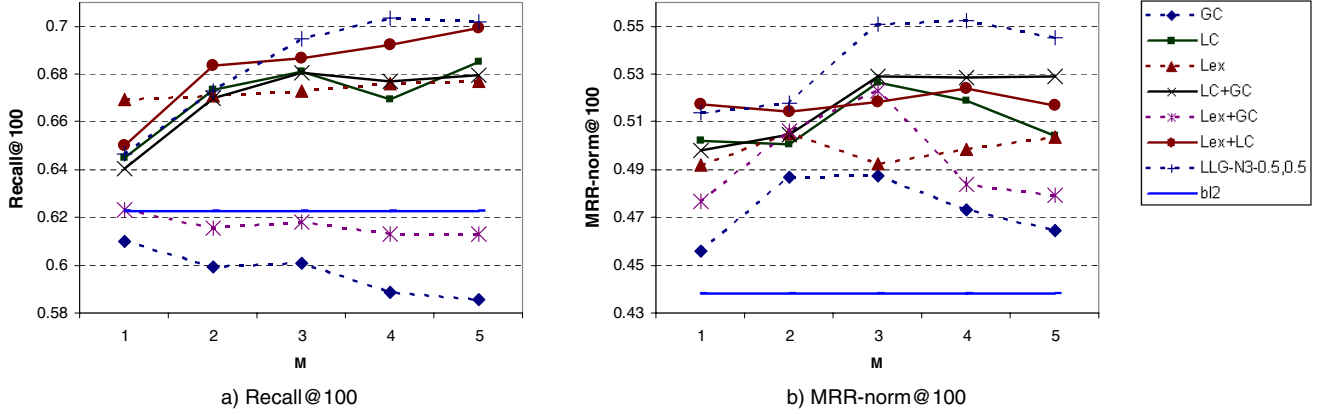 0.7
0.68
0.66
0.64
0.62
0.6
0.58
Recall@100
1 2 3 4 5
M
a) Recall@100
0.55
0.53
0.51
0.49
0.47
0.45
0.43
MRR-norm@100
1 2 3 4 5
M
b) MRR-norm@100
GC
LC
Lex
LC+GC
Lex+GC
Lex+LC
LLG-N3-0.5,0.5
bl2